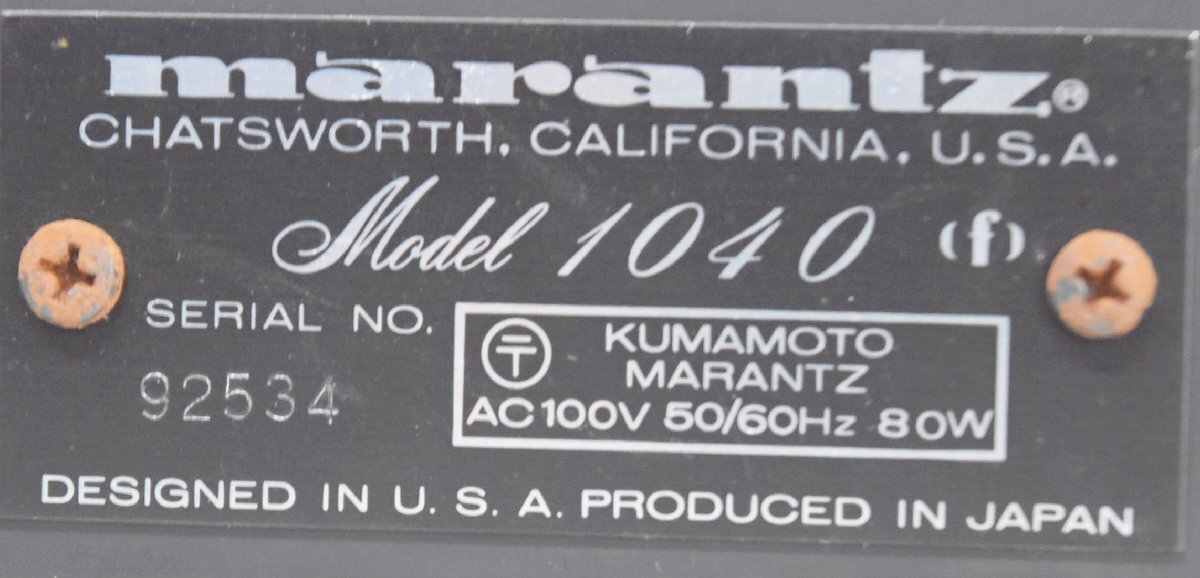 marantz®
CHATSWORTH, CALIFORNIA, U.S.A.
Model 1040 (f)
SERIAL NO.
92534
〒 KUMAMOTO
MARANTZ
AC100V 50/60Hz 80W
DESIGNED IN U.S.A. PRODUCED IN JAPAN